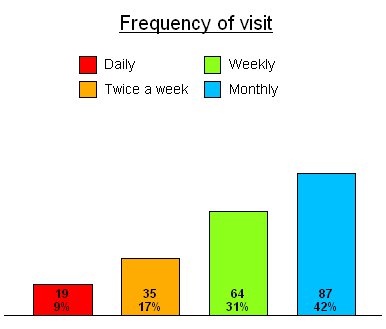 Frequency of visit
Daily
Weekly
Twice a week
Monthly
19
9%
35
17%
64
31%
87
42%